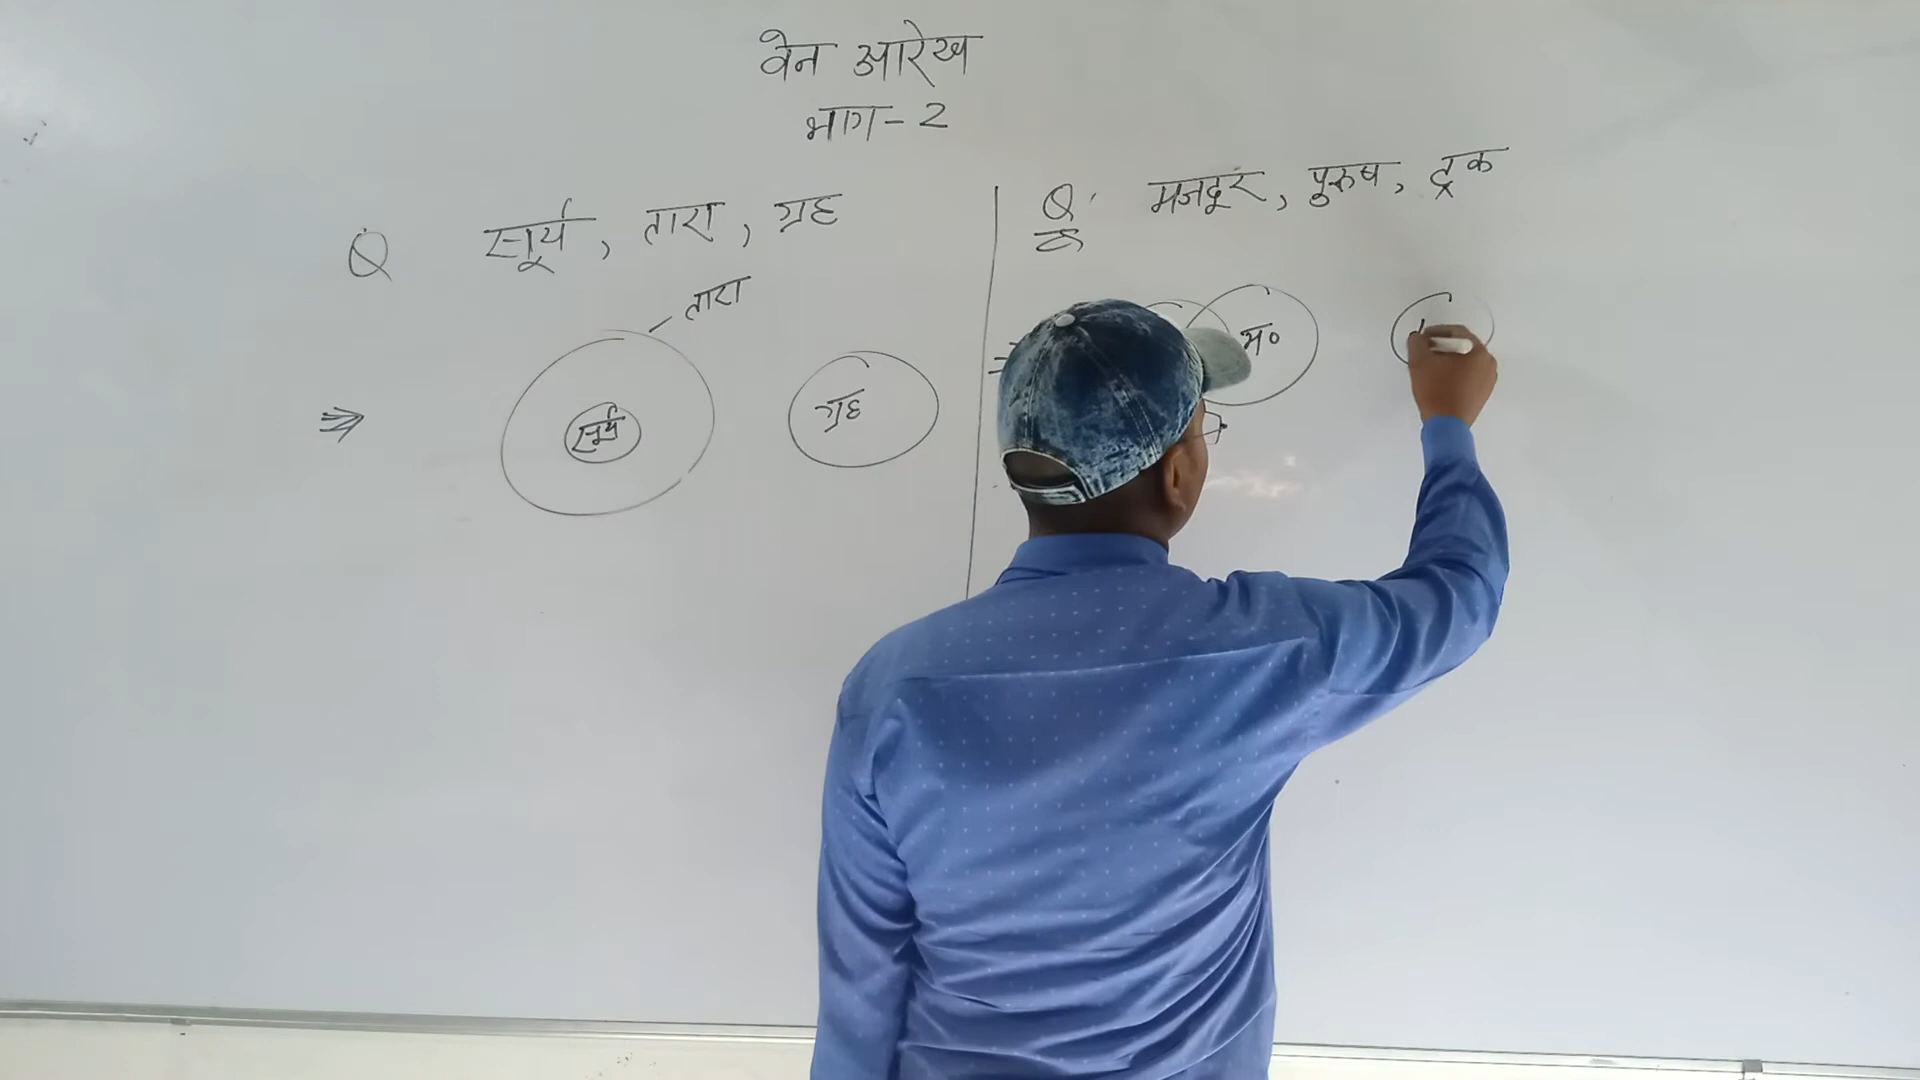 वेन आरेख
भाग-2
Q सूर्य, तारा, ग्रह
तारा
⇒ सूर्य ग्रह
Q. मजदूर, पुरुष, ट्रक
म०